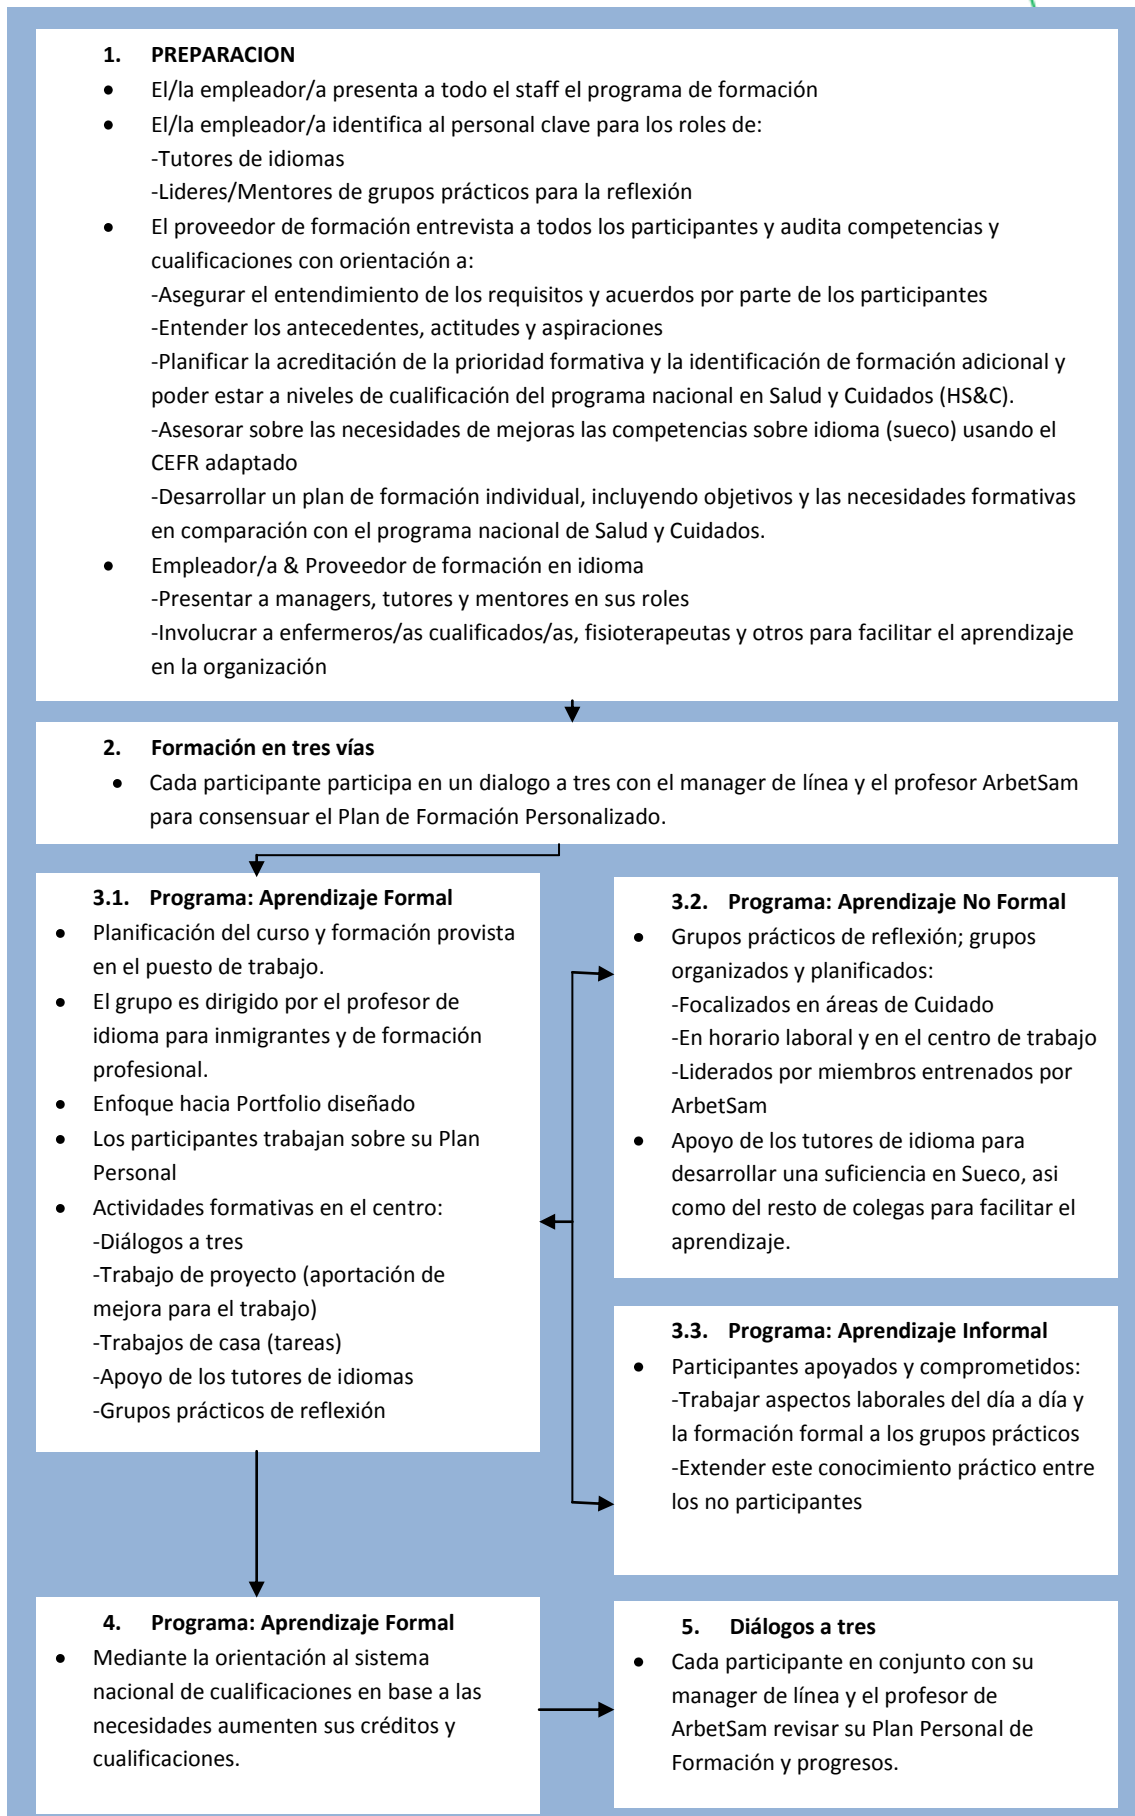 1. PREPARACION
• El/la empleador/a presenta a todo el staff el programa de formación
• El/la empleador/a identifica al personal clave para los roles de:
-Tutores de idiomas
-Lideres/Mentores de grupos prácticos para la reflexión
• El proveedor de formación entrevista a todos los participantes y audita competencias y
cualificaciones con orientación a:
-Asegurar el entendimiento de los requisitos y acuerdos por parte de los participantes
-Entender los antecedentes, actitudes y aspiraciones
-Planificar la acreditación de la prioridad formativa y la identificación de formación adicional y
poder estar a niveles de cualificación del programa nacional en Salud y Cuidados (HS&C).
-Asesorar sobre las necesidades de mejoras las competencias sobre idioma (sueco) usando el
CEFR adaptado
-Desarrollar un plan de formación individual, incluyendo objetivos y las necesidades formativas
en comparación con el programa nacional de Salud y Cuidados.
• Empleador/a & Proveedor de formación en idioma
-Presentar a managers, tutores y mentores en sus roles
-Involucrar a enfermeros/as cualificados/as, fisioterapeutas y otros para facilitar el aprendizaje
en la organización
2. Formación en tres vías
• Cada participante participa en un dialogo a tres con el manager de línea y el profesor ArbetSam
para consensuar el Plan de Formación Personalizado.
3.1. Programa: Aprendizaje Formal
• Planificación del curso y formación provista
en el puesto de trabajo.
• El grupo es dirigido por el profesor de
idioma para inmigrantes y de formación
profesional.
• Enfoque hacia Portfolio diseñado
• Los participantes trabajan sobre su Plan
Personal
• Actividades formativas en el centro:
-Diálogos a tres
-Trabajo de proyecto (aportación de
mejora para el trabajo)
-Trabajos de casa (tareas)
-Apoyo de los tutores de idiomas
-Grupos prácticos de reflexión
3.2. Programa: Aprendizaje No Formal
• Grupos prácticos de reflexión; grupos
organizados y planificados:
-Focalizados en áreas de Cuidado
-En horario laboral y en el centro de trabajo
-Liderados por miembros entrenados por
ArbetSam
• Apoyo de los tutores de idioma para
desarrollar una suficiencia en Sueco, asi
como del resto de colegas para facilitar el
aprendizaje.
3.3. Programa: Aprendizaje Informal
• Participantes apoyados y comprometidos:
-Trabajar aspectos laborales del día a día y
la formación formal a los grupos prácticos
-Extender este conocimiento práctico entre
los no participantes
4. Programa: Aprendizaje Formal
• Mediante la orientación al sistema
nacional de cualificaciones en base a las
necesidades aumenten sus créditos y
cualificaciones.
5. Diálogos a tres
• Cada participante en conjunto con su
manager de línea y el profesor de
ArbetSam revisar su Plan Personal de
Formación y progresos.